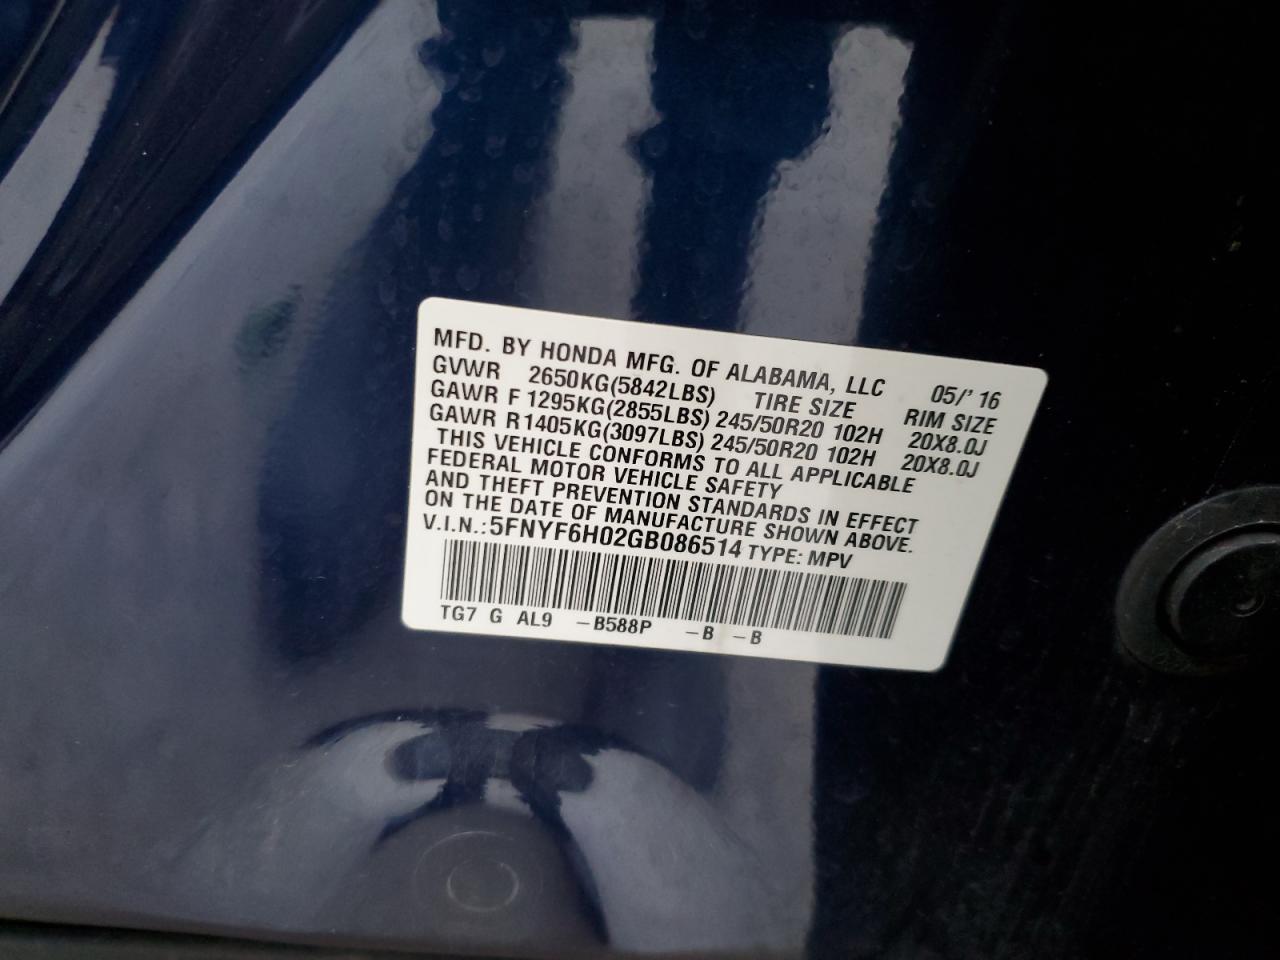 MFD. BY HONDA MFG. OF ALABAMA, LLC 05/' 16
GVWR 2650KG(5842LBS) TIRE SIZE RIM SIZE
GAWR F 1295KG(2855LBS) 245/50R20 102H 20X8.0J
GAWR R1405KG(3097LBS) 245/50R20 102H 20X8.0J
THIS VEHICLE CONFORMS TO ALL APPLICABLE
FEDERAL MOTOR VEHICLE SAFETY
AND THEFT PREVENTION STANDARDS IN EFFECT
ON THE DATE OF MANUFACTURE SHOWN ABOVE.
V.I.N.:5FNYF6H02GB086514 TYPE: MPV
TG7 G AL9 -B588P -B -B